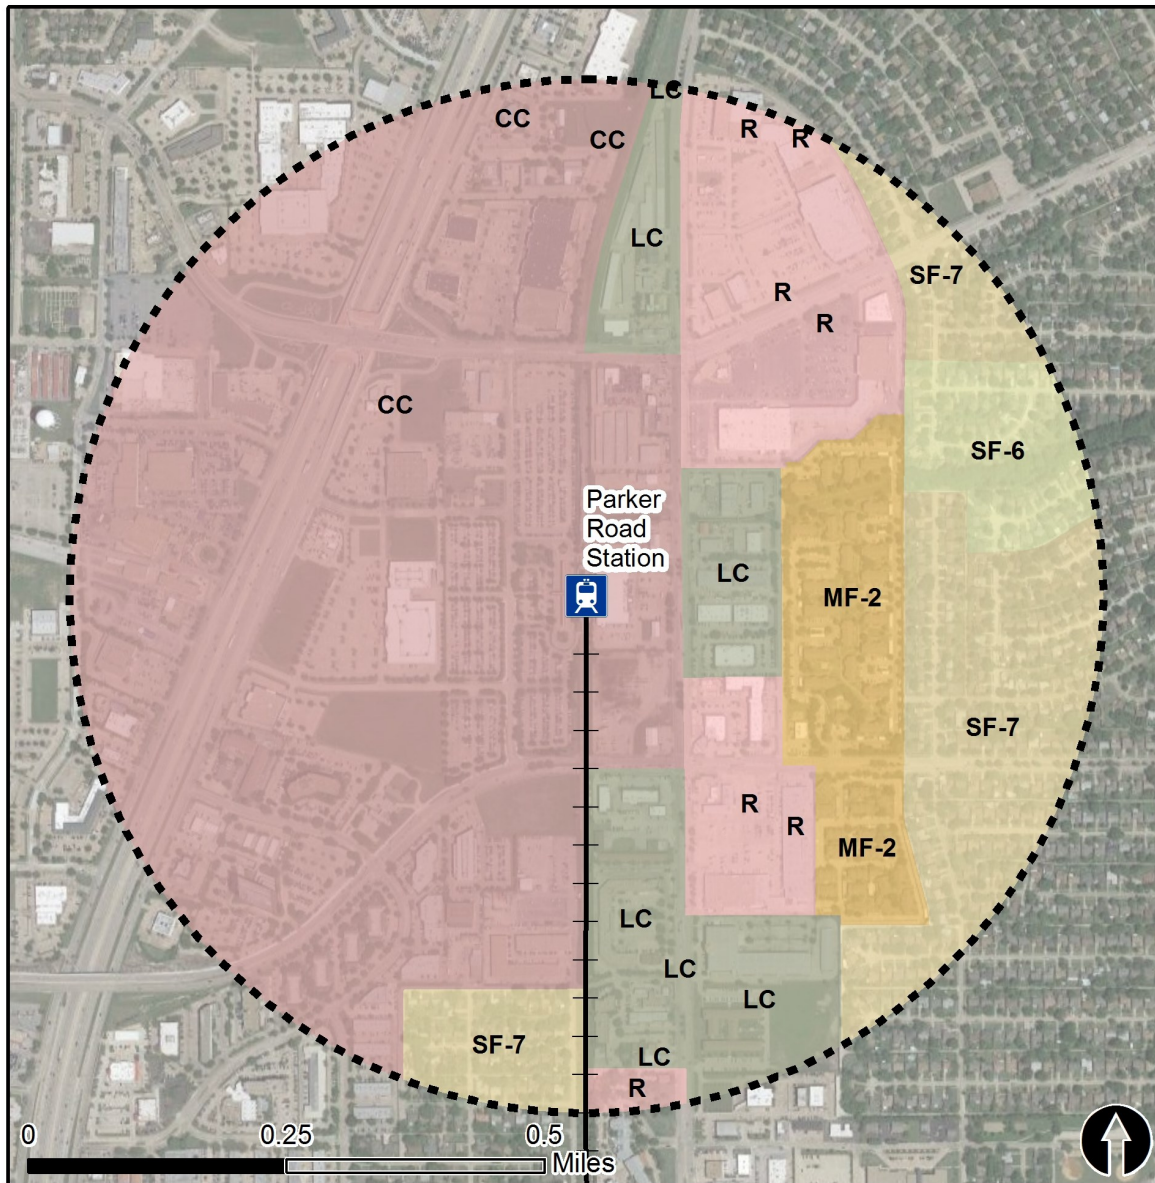 LC
CC
R
CC
R
LC
SF-7
R
R
CC
SF-6
Parker
Road
Station
LC
MF-2
SF-7
R
R
MF-2
LC
LC
LC
SF-7
LC
R
0
0.25
0.5
Miles